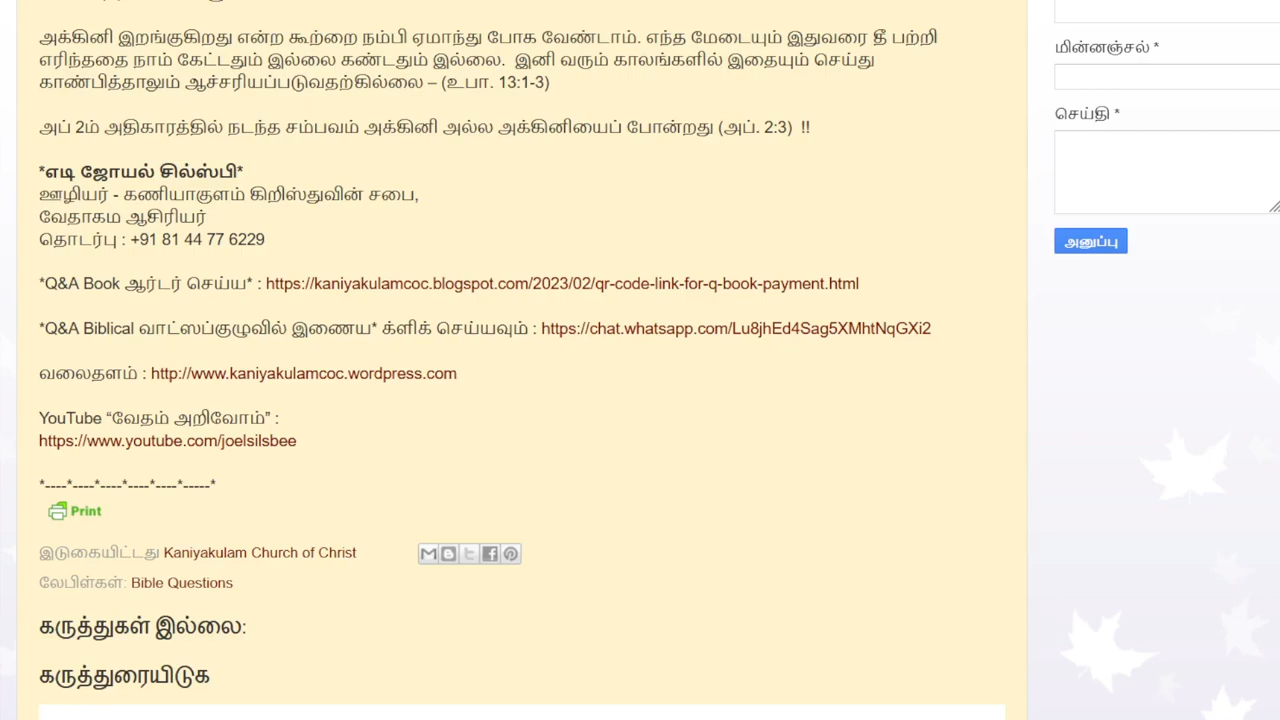 அக்கினி இறங்குகிறது என்ற கூற்றை நம்பி ஏமாந்து போக வேண்டாம். எந்த மேடையும் இதுவரை தீ பற்றி
எரிந்ததை நாம் கேட்டதும் இல்லை கண்டதும் இல்லை.  இனி வரும் காலங்களில் இதையும் செய்து
காண்பித்தாலும் ஆச்சரியப்படுவதற்கில்லை – (உபா. 13:1-3)
அப் 2ம் அதிகாரத்தில் நடந்த சம்பவம் அக்கினி அல்ல அக்கினியைப் போன்றது (அப். 2:3)  !!
*எடி ஜோயல் சில்ஸ்பி*
ஊழியர் - கணியாகுளம் கிறிஸ்துவின் சபை,
வேதாகம ஆசிரியர்
தொடர்பு : +91 81 44 77 6229
*Q&A Book ஆர்டர் செய்ய* : https://kaniyakulamcoc.blogspot.com/2023/02/qr-code-link-for-q-book-payment.html
*Q&A Biblical வாட்ஸப்குழுவில் இணைய* க்ளிக் செய்யவும் : https://chat.whatsapp.com/Lu8jhEd4Sag5XMhtNqGXi2
வலைதளம் : http://www.kaniyakulamcoc.wordpress.com
YouTube “வேதம் அறிவோம்” :
https://www.youtube.com/joelsilsbee
*----*----*----*----*----*-----*
Print
இடுகையிட்டது Kaniyakulam Church of Christ
லேபிள்கள்: Bible Questions
கருத்துகள் இல்லை:
கருத்துரையிடுக
மின்னஞ்சல் *
செய்தி *
அனுப்பு